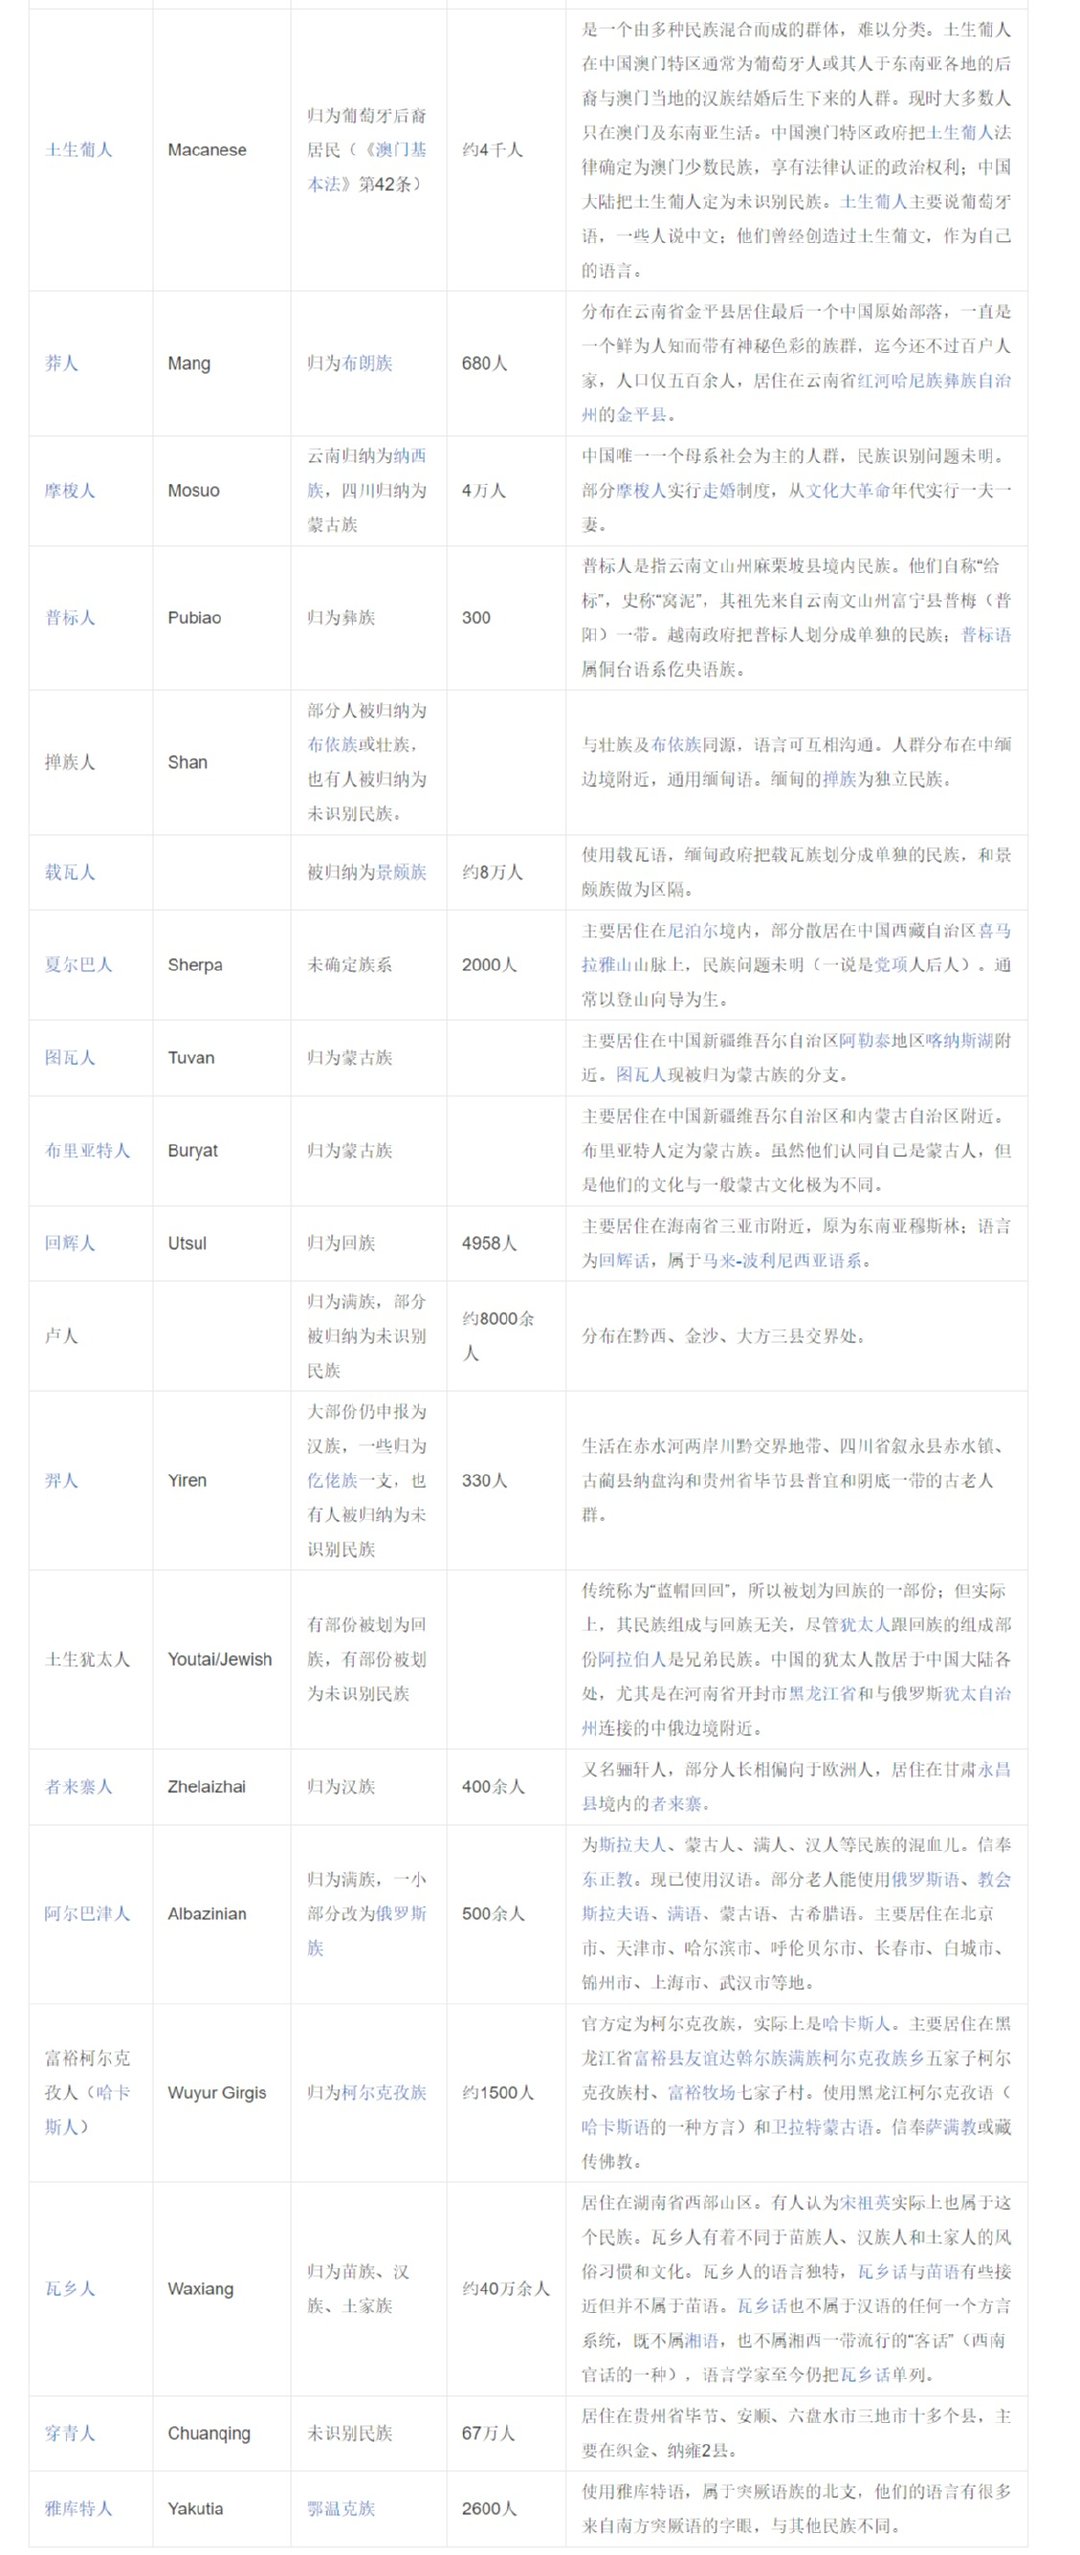 土生葡人
Macanese
归为葡萄牙后裔
居民（《澳门基
本法》第42条）
约4千人
是一个由多种民族混合而成的群体，难以分类。土生葡人
在中国澳门特区通常为葡萄牙人或其人于东南亚各地的后
裔与澳门当地的汉族结婚后生下来的人群。现时大多数人
只在澳门及东南亚生活。中国澳门特区政府把土生葡人法
律确定为澳门少数民族，享有法律认证的政治权利；中国
大陆把土生葡人定为未识别民族。土生葡人主要说葡萄牙
语，一些人说中文；他们曾经创造过土生葡文，作为自己
的语言。
莽人
Mang
归为布朗族
680人
分布在云南省金平县居住最后一个中国原始部落，一直是
一个鲜为人知而带有神秘色彩的族群，迄今还不过百户人
家，人口仅五百余人，居住在云南省红河哈尼族彝族自治
州的金平县。
摩梭人
Mosuo
云南归纳为纳西
族，四川归纳为
蒙古族
4万人
中国唯一一个母系社会为主的人群，民族识别问题未明。
部分摩梭人实行走婚制度，从文化大革命年代实行一夫一
妻。
普标人
Pubiao
归为彝族
300
普标人是指云南文山州麻栗坡县境内民族。他们自称“给
标”，史称“窝泥”，其祖先来自云南文山州富宁县普梅（普
阳）一带。越南政府把普标人划分成单独的民族；普标语
属侗台语系仡央语族。
掸族人
Shan
部分人被归纳为
布依族或壮族，
也有人被归纳为
未识别民族。
与壮族及布依族同源，语言可互相沟通。人群分布在中缅
边境附近，通用缅甸语。缅甸的掸族为独立民族。
载瓦人
被归纳为景颇族
约8万人
使用载瓦语，缅甸政府把载瓦族划分成单独的民族，和景
颇族做为区隔。
夏尔巴人
Sherpa
未确定族系
2000人
主要居住在尼泊尔境内，部分散居在中国西藏自治区喜马
拉雅山山脉上，民族问题未明（一说是党项人后人）。通
常以登山向导为生。
图瓦人
Tuvan
归为蒙古族
主要居住在中国新疆维吾尔自治区阿勒泰地区喀纳斯湖附
近。图瓦人现被归为蒙古族的分支。
布里亚特人
Buryat
归为蒙古族
主要居住在中国新疆维吾尔自治区和内蒙古自治区附近。
布里亚特人定为蒙古族。虽然他们认同自己是蒙古人，但
是他们的文化与一般蒙古文化极为不同。
回辉人
Utsul
归为回族
4958人
主要居住在海南省三亚市附近，原为东南亚穆斯林；语言
为回辉话，属于马来-波利尼西亚语系。
卢人
归为满族，部分
被归纳为未识别
民族
约8000余
人
分布在黔西、金沙、大方三县交界处。
羿人
Yiren
大部份仍申报为
汉族，一些归为
仡佬族一支，也
有人被归纳为未
识别民族
330人
生活在赤水河两岸川黔交界地带、四川省叙永县赤水镇、
古蔺县纳盘沟和贵州省毕节县普宜和阴底一带的古老人
群。
土生犹太人
Youtai/Jewish
有部份被划为回
族，有部份被划
为未识别民族
传统称为“蓝帽回回”，所以被划为回族的一部份；但实际
上，其民族组成与回族无关，尽管犹太人跟回族的组成部
份阿拉伯人是兄弟民族。中国的犹太人散居于中国大陆各
处，尤其是在河南省开封市黑龙江省和与俄罗斯犹太自治
州连接的中俄边境附近。
者来寨人
Zhelaizhai
归为汉族
400余人
又名骊轩人，部分人长相偏向于欧洲人，居住在甘肃永昌
县境内的者来寨。
阿尔巴津人
Albazinian
归为满族，一小
部分改为俄罗斯
族
500余人
为斯拉夫人、蒙古人、满人、汉人等民族的混血儿。信奉
东正教。现已使用汉语。部分老人能使用俄罗斯语、教会
斯拉夫语、满语、蒙古语、古希腊语。主要居住在北京
市、天津市、哈尔滨市、呼伦贝尔市、长春市、白城市、
锦州市、上海市、武汉市等地。
富裕柯尔克
孜人（哈卡
斯人）
Wuyur Girgis
归为柯尔克孜族
约1500人
官方定为柯尔克孜族，实际上是哈卡斯人。主要居住在黑
龙江省富裕县友谊达斡尔族满族柯尔克孜族乡五家子柯尔
克孜族村、富裕牧场七家子村。使用黑龙江柯尔克孜语（
哈卡斯语的一种方言）和卫拉特蒙古语。信奉萨满教或藏
传佛教。
瓦乡人
Waxiang
归为苗族、汉
族、土家族
约40万余人
居住在湖南省西部山区。有人认为宋祖英实际上也属于这
个民族。瓦乡人有着不同于苗族人、汉族人和土家人的风
俗习惯和文化。瓦乡人的语言独特，瓦乡话与苗语有些接
近但并不属于苗语。瓦乡话也不属于汉语的任何一个方言
系统，既不属湘语，也不属湘西一带流行的“客话”（西南
官话的一种），语言学家至今仍把瓦乡话单列。
穿青人
Chuanqing
未识别民族
67万人
居住在贵州省毕节、安顺、六盘水市三地市十多个县，主
要在织金、纳雍2县。
雅库特人
Yakutia
鄂温克族
2600人
使用雅库特语，属于突厥语族的北支，他们的语言有很多
来自南方突厥语的字眼，与其他民族不同。